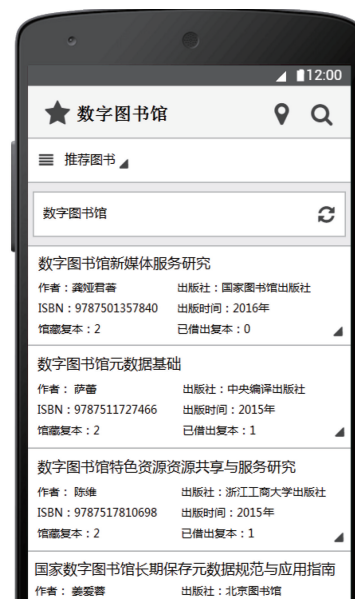 12:00
数字图书馆
推荐图书
数字图书馆
数字图书馆新媒体服务研究
作者：龚娅君著 出版社：国家图书馆出版社
ISBN：9787501357840 出版时间：2016年
馆藏复本：2 已借出复本：0
数字图书馆元数据基础
作者： 萨蕾 出版社：中央编译出版社
ISBN：9787511727466 出版时间：2015年
馆藏复本：2 已借出复本：1
数字图书馆特色资源资源共享与服务研究
作者： 陈维 出版社：浙江工商大学出版社
ISBN：9787517810698 出版时间：2015年
馆藏复本：2 已借出复本：1
国家数字图书馆长期保存元数据规范与应用指南
作者： 姜爱蓉 出版社：北京图书馆